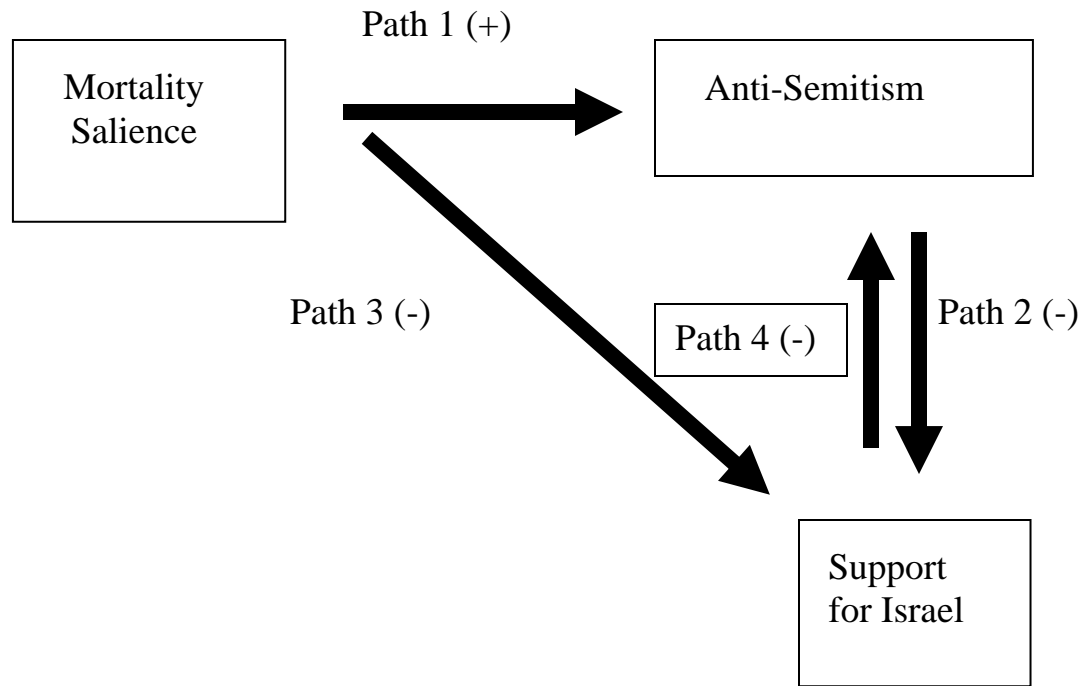 Path 1 (+)
Mortality
Salience
Anti-Semitism
Path 3 (-)
Path 4 (-)
Path 2 (-)
Support
for Israel